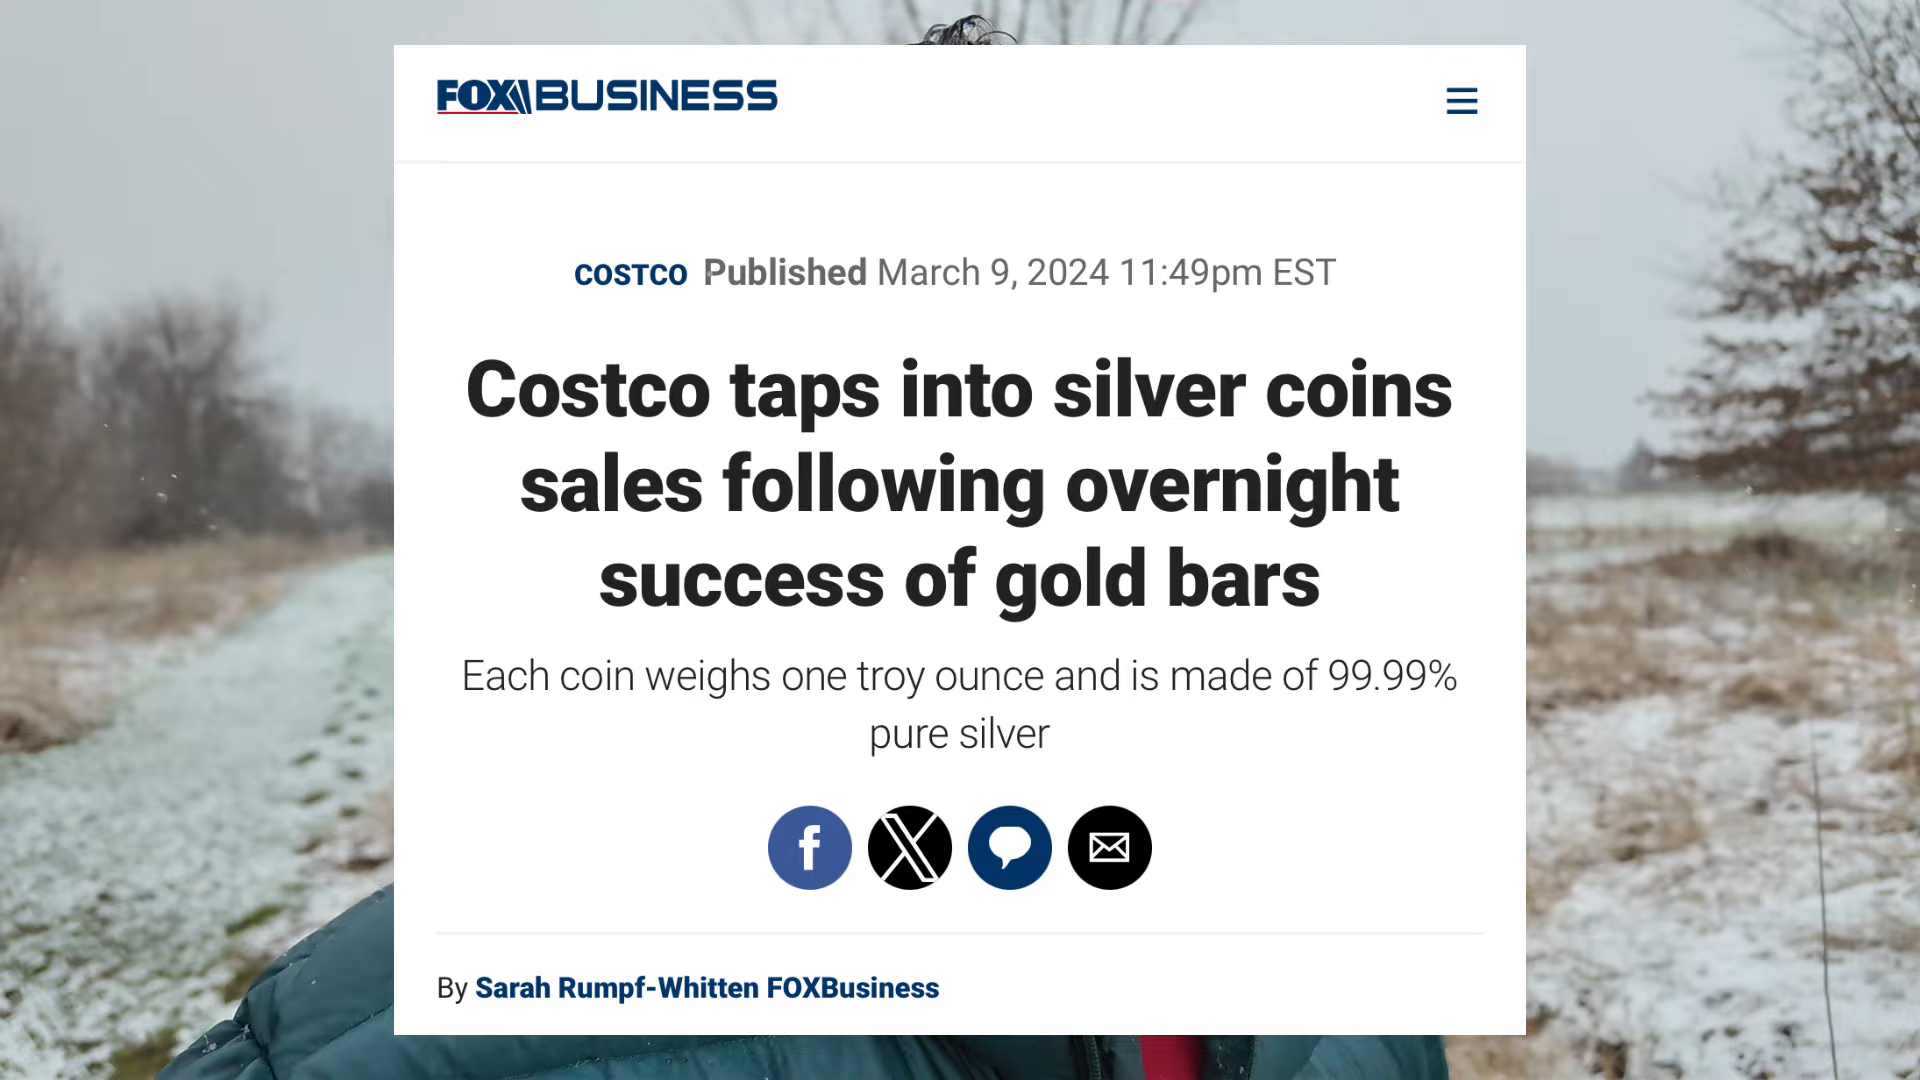 FOX BUSINESS
COSTCO Published March 9, 2024 11:49pm EST
Costco taps into silver coins
sales following overnight
success of gold bars
Each coin weighs one troy ounce and is made of 99.99%
pure silver
By Sarah Rumpf-Whitten FOXBusiness